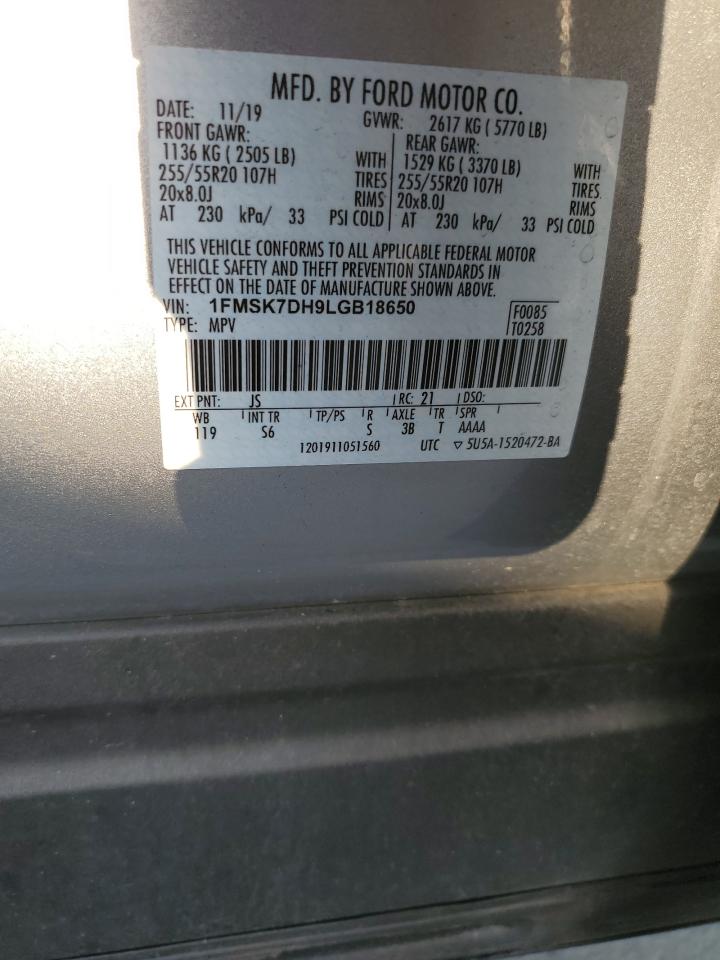 MFD. BY FORD MOTOR CO.
DATE: 11/19 GVWR: 2617 KG ( 5770 LB)
FRONT GAWR: REAR GAWR:
1136 KG ( 2505 LB) WITH 1529 KG ( 3370 LB) WITH
255/55R20 107H TIRES 255/55R20 107H TIRES
20x8.0J RIMS 20x8.0J RIMS
AT 230 kPa/ 33 PSI COLD AT 230 kPa/ 33 PSI COLD
THIS VEHICLE CONFORMS TO ALL APPLICABLE FEDERAL MOTOR
VEHICLE SAFETY AND THEFT PREVENTION STANDARDS IN
EFFECT ON THE DATE OF MANUFACTURE SHOWN ABOVE.
VIN: 1FMSK7DH9LGB18650 F0085
TYPE: MPV T0258
EXT PNT: JS RC: 21 DSO:
WB INT TR TP/PS R AXLE TR SPR
119 S6 S 3B T AAAA
1201911051560 UTC ▽ 5U5A-1520472-BA